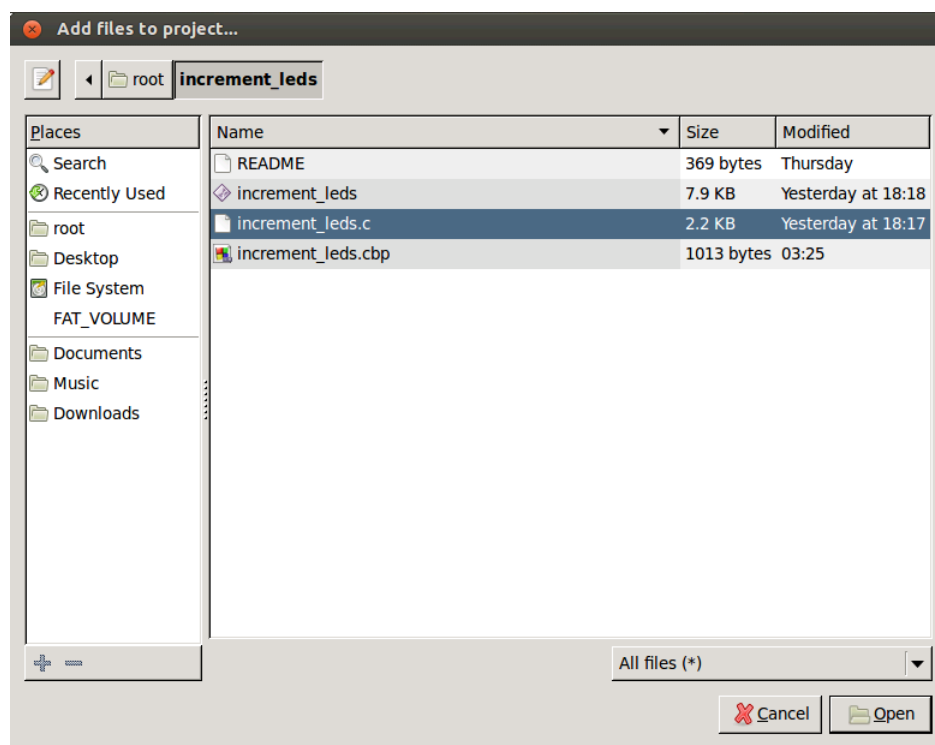 Add files to project...
root increment_leds
Places Name Size Modified
Search README 369 bytes Thursday
Recently Used increment_leds 7.9 KB Yesterday at 18:18
root increment_leds.c 2.2 KB Yesterday at 18:17
Desktop increment_leds.cbp 1013 bytes 03:25
File System
FAT_VOLUME
Documents
Music
Downloads
All files (*)
Cancel Open